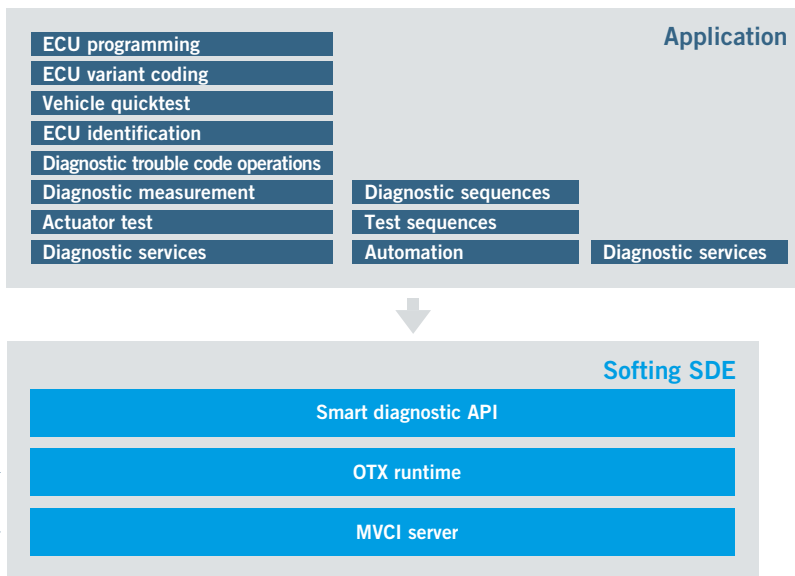 Application
ECU programming
ECU variant coding
Vehicle quicktest
ECU identification
Diagnostic trouble code operations
Diagnostic measurement
Actuator test
Diagnostic services
Diagnostic sequences
Test sequences
Automation
Diagnostic services
Softing SDE
Smart diagnostic API
OTX runtime
MVCI server